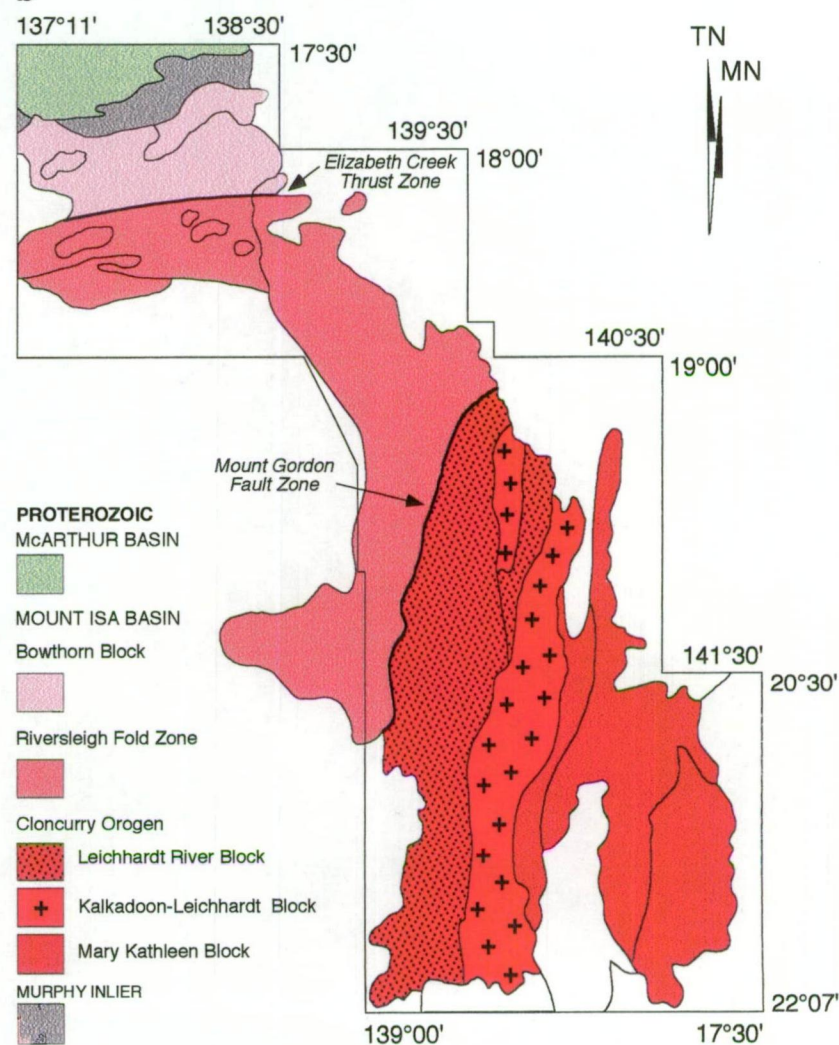 137°11'
138°30'
17°30'
TN
MN
139°30'
18°00'
Elizabeth Creek
Thrust Zone
140°30'
19°00'
Mount Gordon
Fault Zone
PROTEROZOIC
McARTHUR BASIN
MOUNT ISA BASIN
Bowthorn Block
141°30'
20°30'
Riversleigh Fold Zone
Cloncurry Orogen
Leichhardt River Block
Kalkadoon-Leichhardt Block
Mary Kathleen Block
MURPHY INLIER
22°07'
139°00'
17°30'